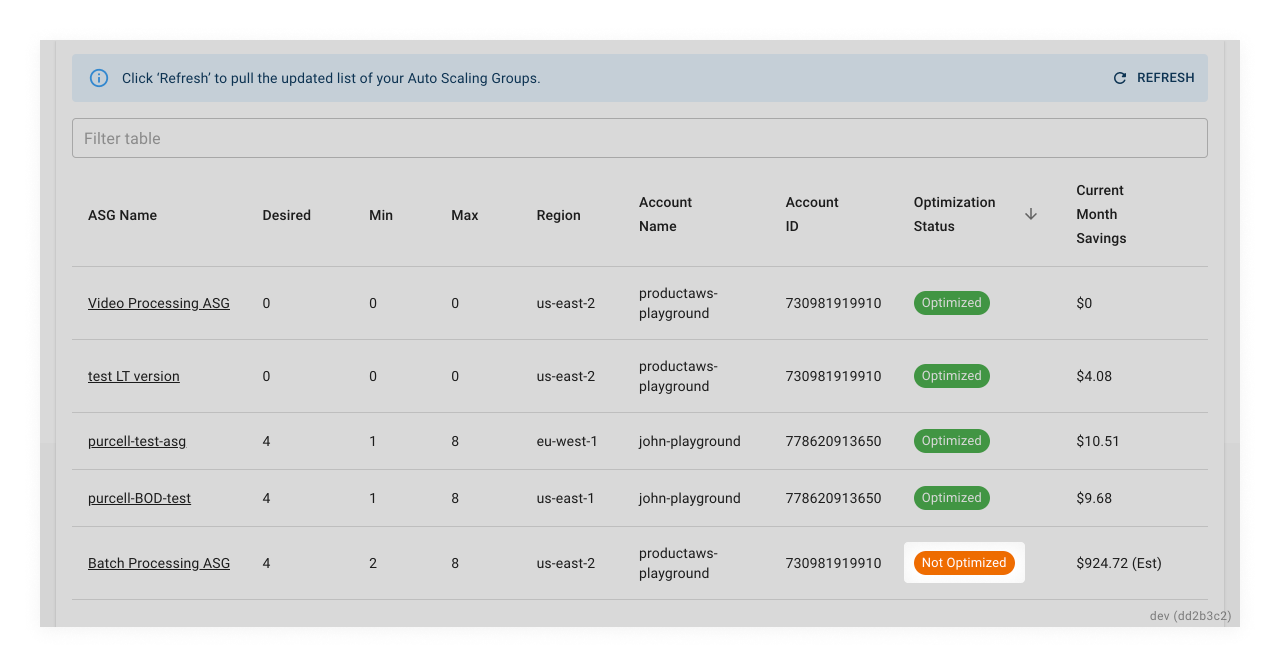 Click ‘Refresh’ to pull the updated list of your Auto Scaling Groups. REFRESH
Filter table
ASG Name Desired Min Max Region Account Name Account ID Optimization Status Current Month Savings
Video Processing ASG 0 0 0 us-east-2 productaws-playground 730981919910 Optimized $0
test LT version 0 0 0 us-east-2 productaws-playground 730981919910 Optimized $4.08
purcell-test-asg 4 1 8 eu-west-1 john-playground 778620913650 Optimized $10.51
purcell-BOD-test 4 1 8 us-east-1 john-playground 778620913650 Optimized $9.68
Batch Processing ASG 4 2 8 us-east-2 productaws-playground 730981919910 Not Optimized $924.72 (Est)
dev (dd2b3c2)